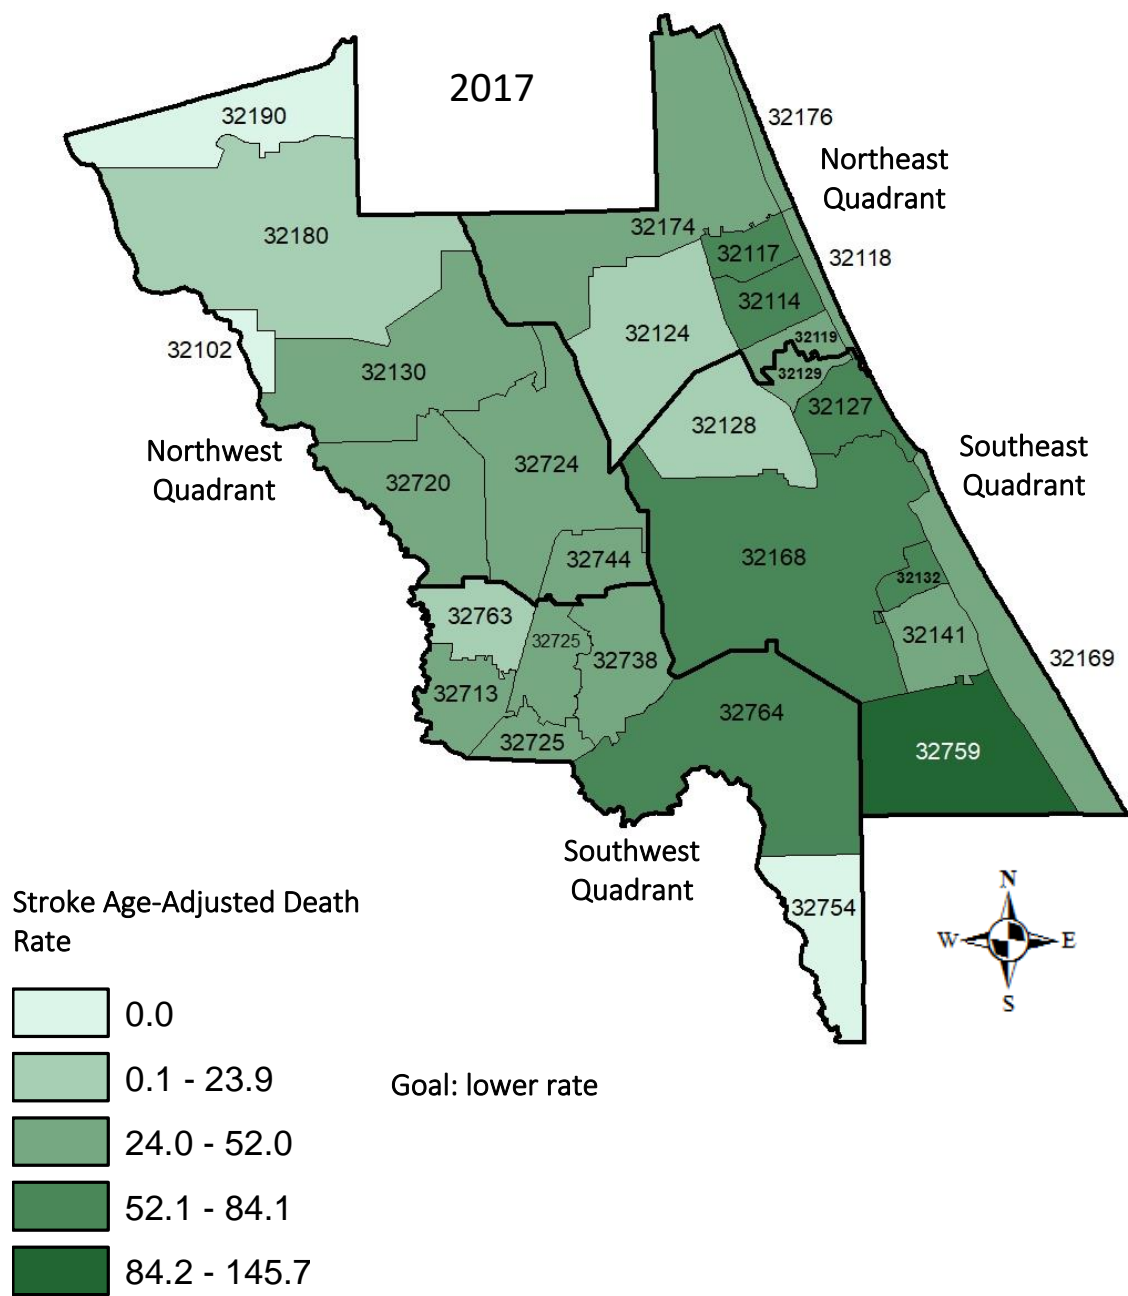 2017
32190
32176
Northeast
Quadrant
32174
32180
32117
32118
32114
32124
32119
32102
32130
32129
32127
32128
Northwest
Quadrant
Southeast
Quadrant
32724
32720
32168
32744
32132
32763
32725
32141
32738
32169
32713
32764
32725
32759
Southwest
Quadrant
32754
Stroke Age-Adjusted Death
Rate
N
W E
S
0.0
0.1 - 23.9
Goal: lower rate
24.0 - 52.0
52.1 - 84.1
84.2 - 145.7